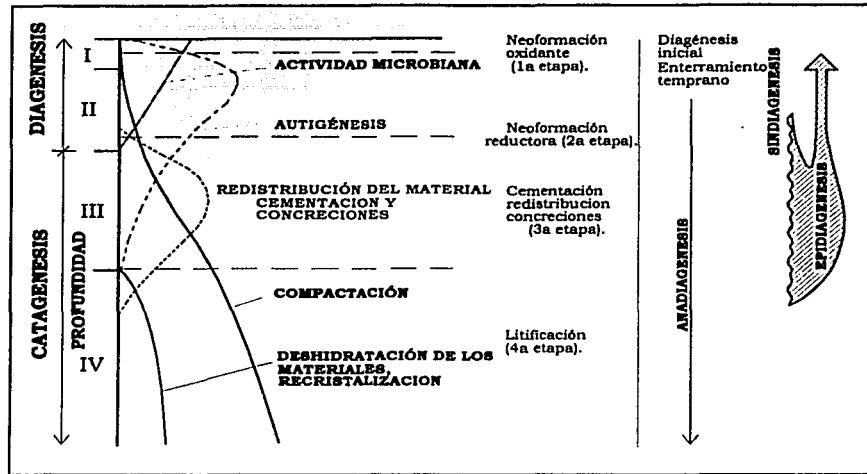 DIAGENESIS
CATAGENESIS
PROFUNDIDAD
I
II
III
IV
ACTIVIDAD MICROBIANA
AUTIGÉNESIS
REDISTRIBUCIÓN DEL MATERIAL
CEMENTACION Y
CONCRECIONES
COMPACTACIÓN
DESHIDRATACIÓN DE LOS
MATERIALES,
RECRISTALIZACION
Neoformación
oxidante
(1a etapa).
Neoformación
reductora (2a etapa).
Cementación
redistribucion
concreciones
(3a etapa).
Litificación
(4a etapa).
Diagénesis
inicial
Enterramiento
temprano
ANADIAGENESIS
SINDIAGENESIS
EPIDIAGENESIS